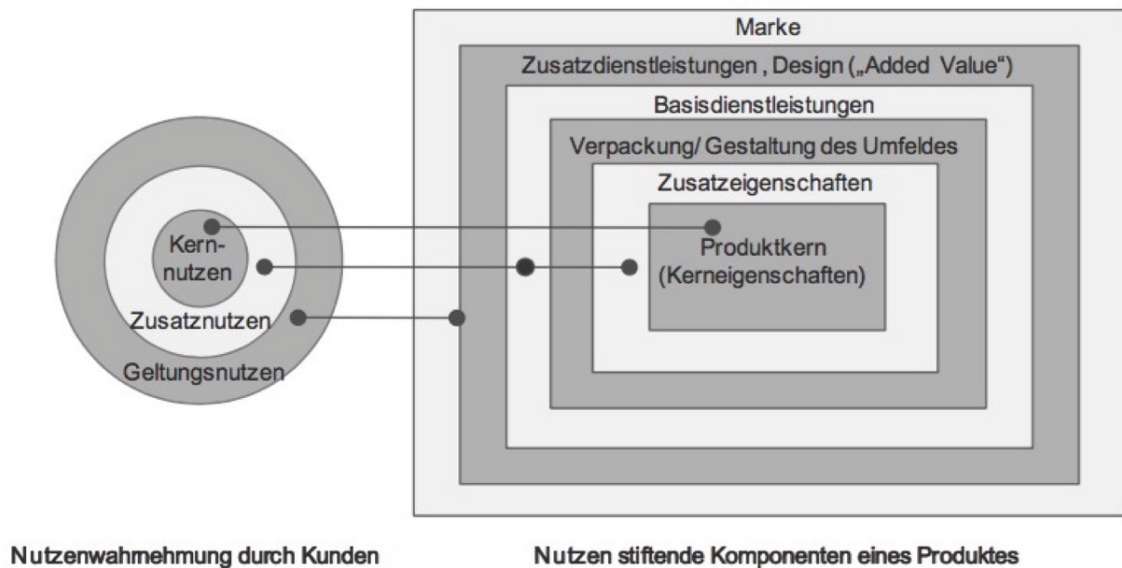 Marke
Zusatzdienstleistungen , Design („Added Value“)
Basisdienstleistungen
Verpackung/ Gestaltung des Umfeldes
Zusatzeigenschaften
Produktkern
(Kerneigenschaften)
Kern-
nutzen
Zusatznutzen
Geltungsnutzen
Nutzenwahrnehmung durch Kunden
Nutzen stiftende Komponenten eines Produktes